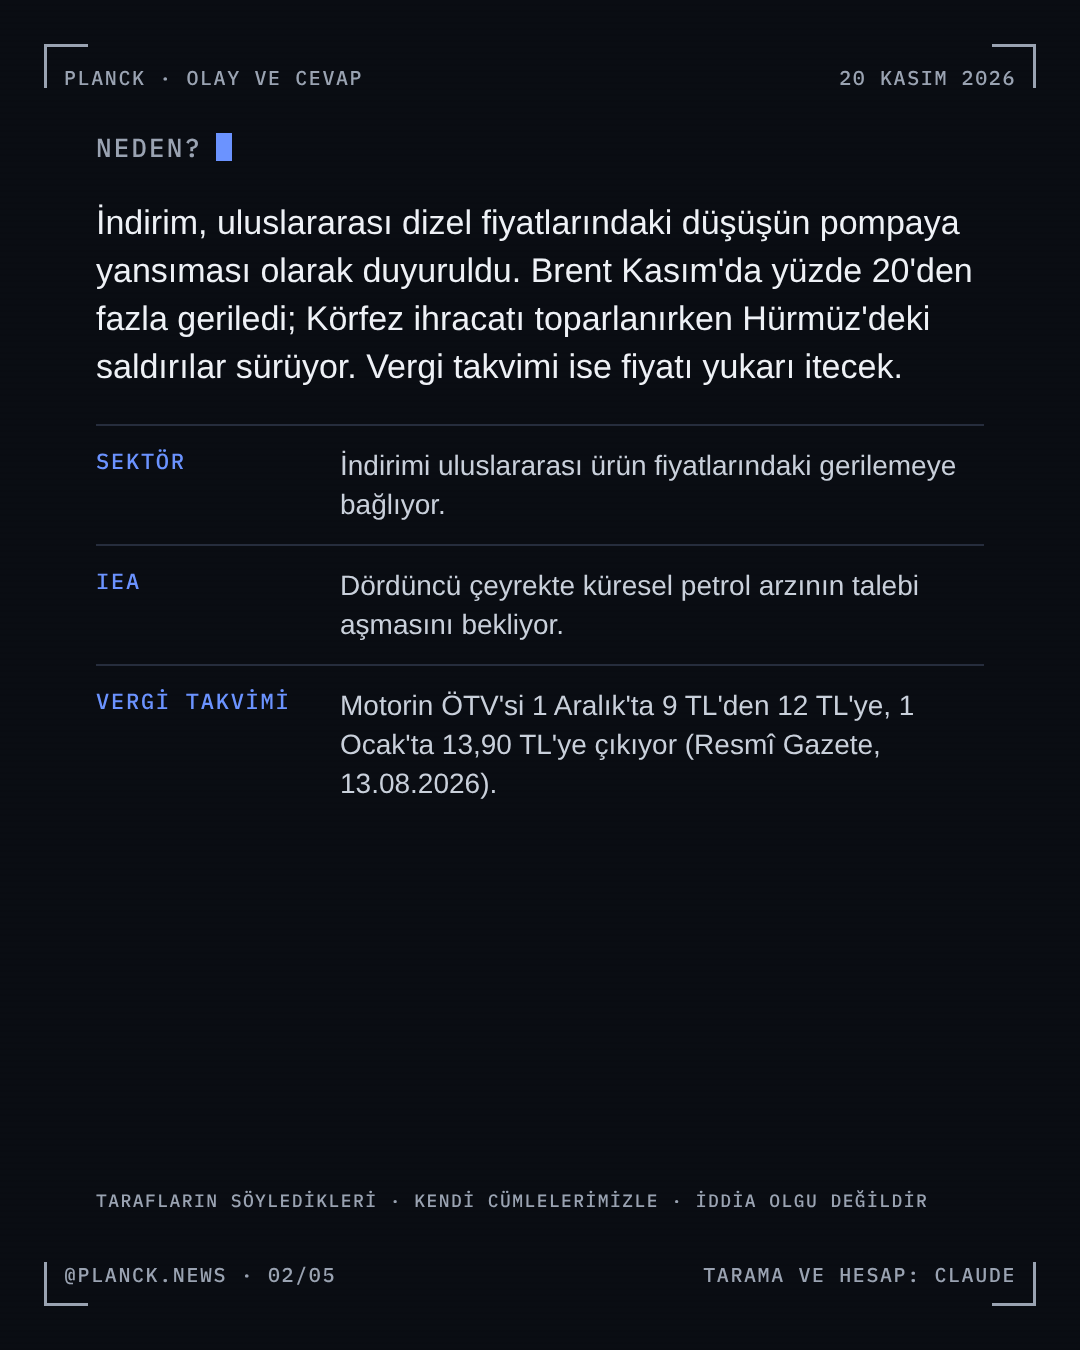 PLANCK · OLAY VE CEVAP
20 KASIM 2026
NEDEN?
İndirim, uluslararası dizel fiyatlarındaki düşüşün pompaya
yansıması olarak duyuruldu. Brent Kasım'da yüzde 20'den
fazla geriledi; Körfez ihracatı toparlanırken Hürmüz'deki
saldırılar sürüyor. Vergi takvimi ise fiyatı yukarı itecek.
SEKTÖR
İndirimi uluslararası ürün fiyatlarındaki gerilemeye
bağlıyor.
IEA
Dördüncü çeyrekte küresel petrol arzının talebi
aşmasını bekliyor.
VERGİ TAKVİMİ
Motorin ÖTV'si 1 Aralık'ta 9 TL'den 12 TL'ye, 1
Ocak'ta 13,90 TL'ye çıkıyor (Resmî Gazete,
13.08.2026).
TARAFLARIN SÖYLEDİKLERİ · KENDİ CÜMLELERİMİZLE · İDDİA OLGU DEĞİLDİR
@PLANCK.NEWS · 02/05
TARAMA VE HESAP: CLAUDE